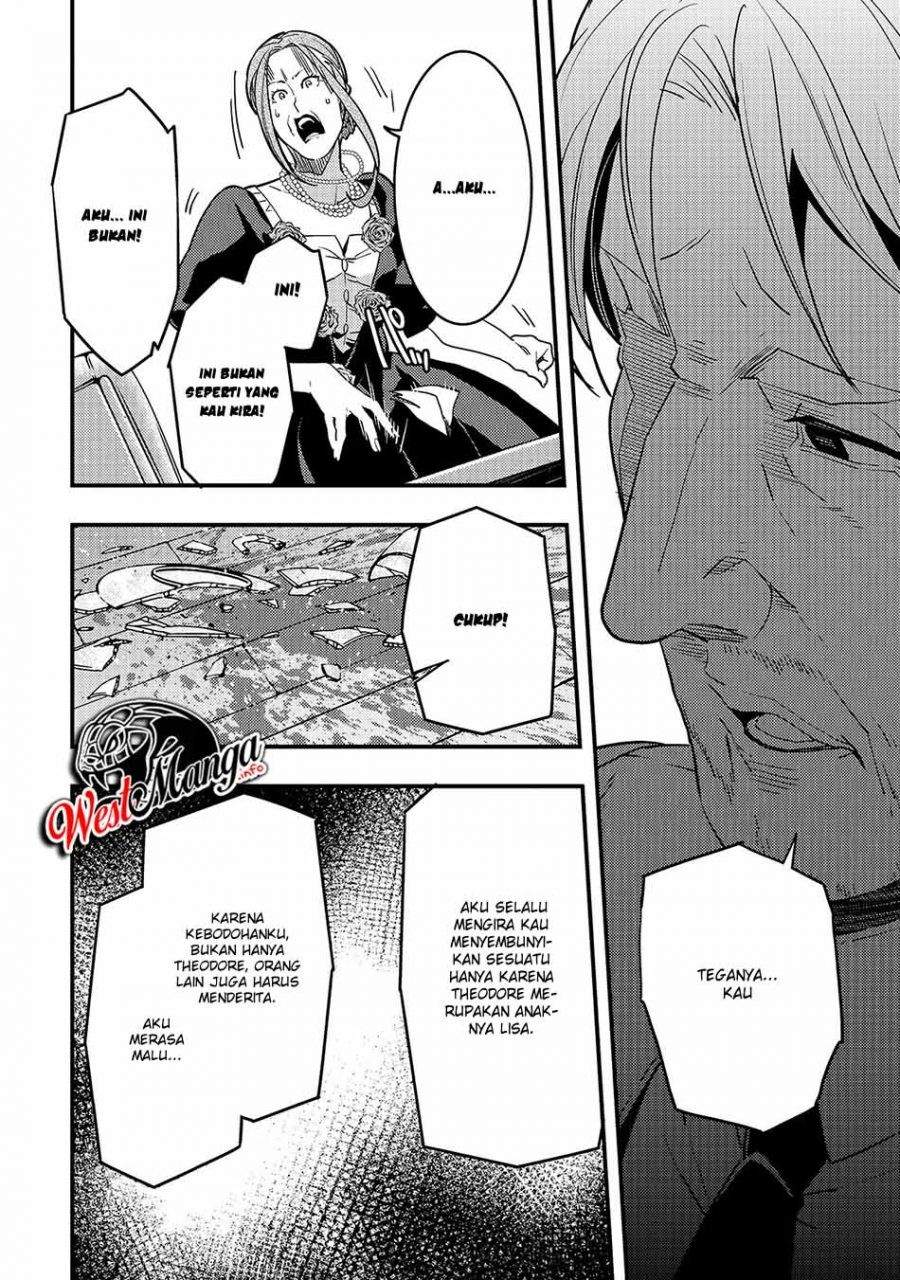 TEGANYA...
KAU
A...AKU...
INI!
INI BUKAN
SEPERTI YANG
KAU KIRA!
AKU... INI
BUKAN!
CUKUP!
AKU SELALU
MENGIRA KAU
MENYEMBUNYI-
KAN SESUATU
HANYA KARENA
THEODORE ME-
RUPAKAN ANAK-
NYA LISA.
KARENA
KEBODOHANKU,
BUKAN HANYA
THEODORE, ORANG
LAIN JUGA HARUS
MENDERITA.
AKU
MERASA
MALU...
WestManga
.info